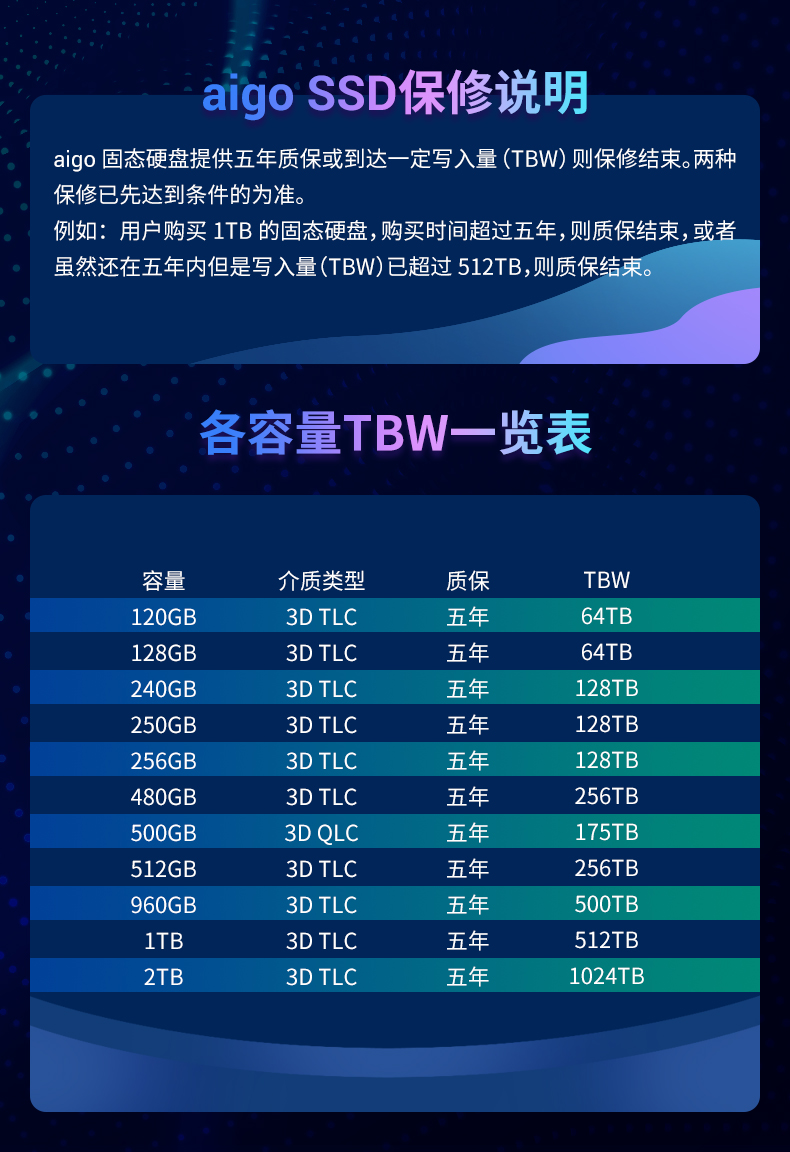 aigo SSD保修说明
aigo 固态硬盘提供五年质保或到达一定写入量（TBW）则保修结束。两种
保修已先达到条件的为准。
例如：用户购买 1TB 的固态硬盘，购买时间超过五年，则质保结束，或者
虽然还在五年内但是写入量（TBW）已超过 512TB，则质保结束。
各容量TBW一览表
容量 介质类型 质保 TBW
120GB 3D TLC 五年 64TB
128GB 3D TLC 五年 64TB
240GB 3D TLC 五年 128TB
250GB 3D TLC 五年 128TB
256GB 3D TLC 五年 128TB
480GB 3D TLC 五年 256TB
500GB 3D QLC 五年 175TB
512GB 3D TLC 五年 256TB
960GB 3D TLC 五年 500TB
1TB 3D TLC 五年 512TB
2TB 3D TLC 五年 1024TB